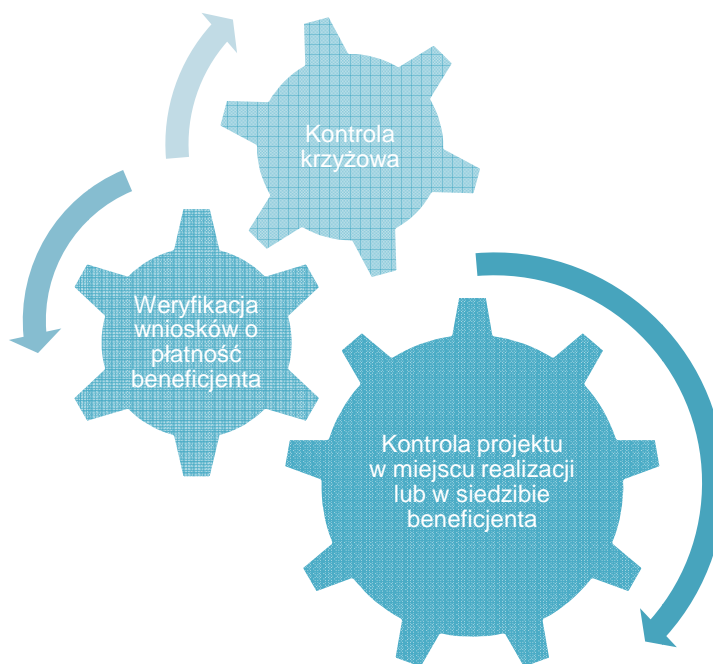 Kontrola
krzyżowa
Weryfikacja
wniosków o
płatność
beneficjenta
Kontrola projektu
w miejscu realizacji
lub w siedzibie
beneficjenta